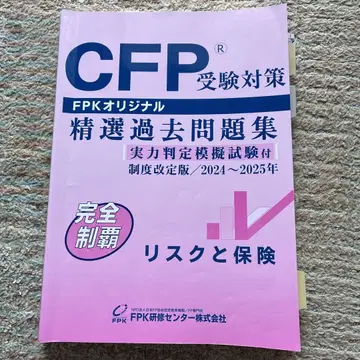 CFP®
受験対策
FPKオリジナル
精選過去問題集
実力判定模擬試験付
制度改定版/2024〜2025年
完全
制覇
リスクと保険
FPK
FPK研修センター株式会社